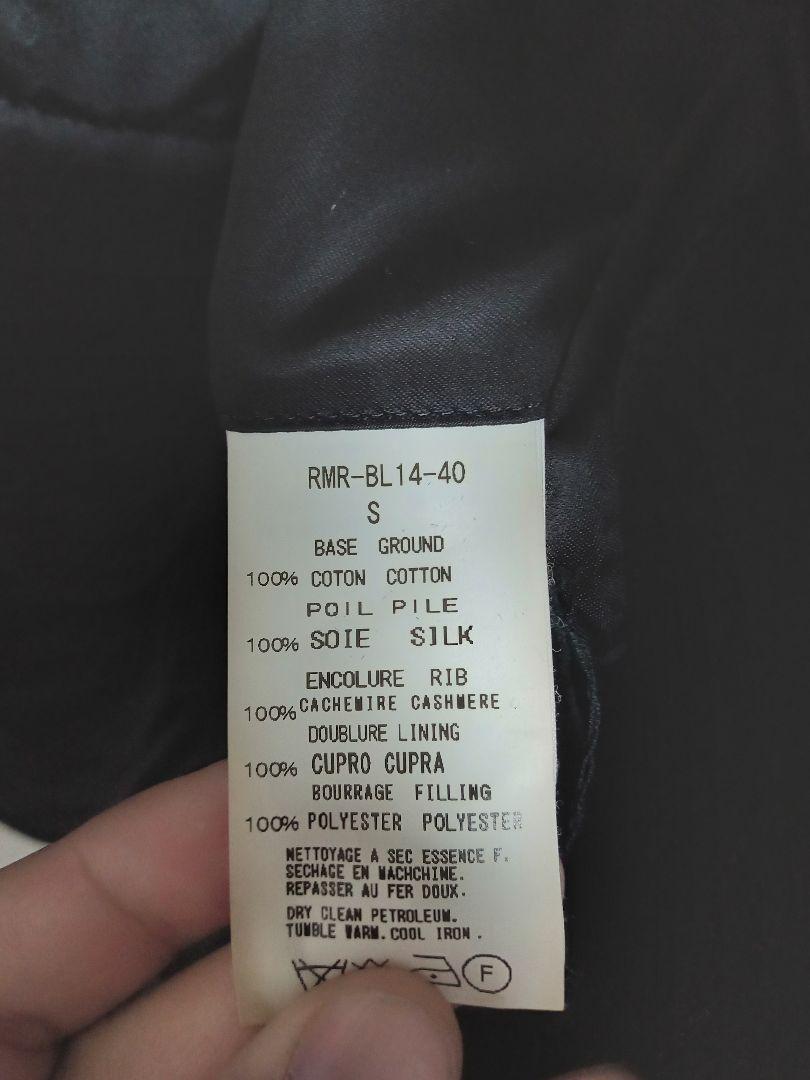 RMR-BL14-40
S
BASE GROUND
100% COTON COTTON
POIL PILE
100% SOIE SILK
ENCOLURE RIB
100% CACHEMIRE CASHMERE
DOUBLURE LINING
100% CUPRO CUPRA
BOURRAGE FILLING
100% POLYESTER POLYESTER
NETTOYAGE A SEC ESSENCE F.
SECHAGE EN MACHCHINE.
REPASSER AU FER DOUX.
DRY CLEAN PETROLEUM.
TUMBLE WARM. COOL IRON.
F